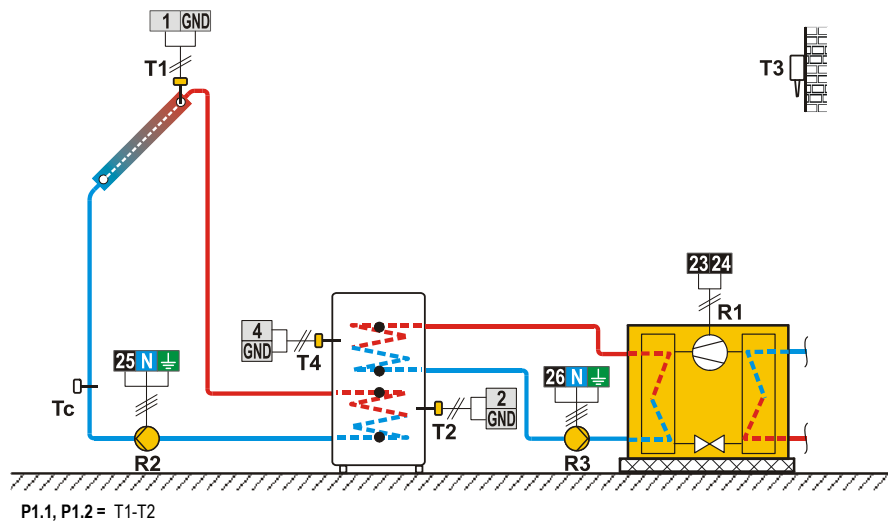 1 GND
T1
T3
23 24
R1
4
GND
T4
25 N
26 N
2
GND
Tc
T2
R2
R3
P1.1, P1.2 = T1-T2